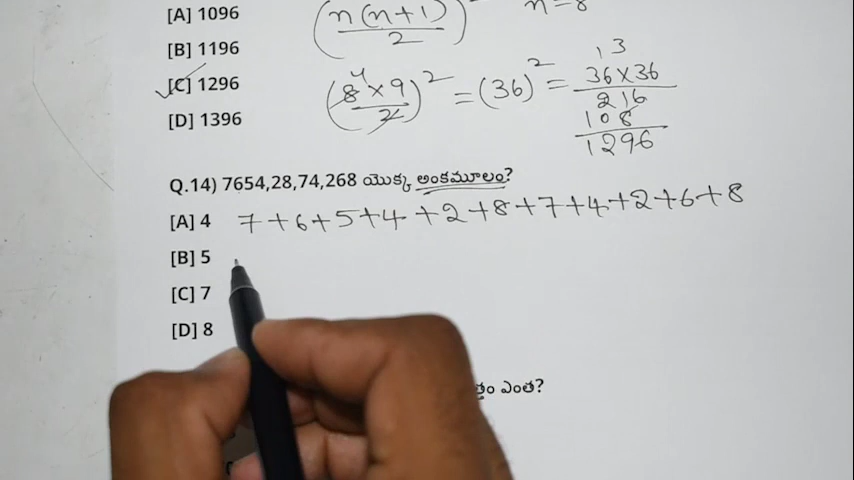 [A] 1096
(n(n+1)/2) n=8
[B] 1196
[C] 1296
(8 4 × 9 / 2)² = (36)² = 13
36×36
216
108
1296
[D] 1396
Q.14) 7654,28,74,268 యొక్క అంకమూలం?
[A] 4 7+6+5+4+2+8+7+4+2+6+8
[B] 5
[C] 7
[D] 8
ఎంత?